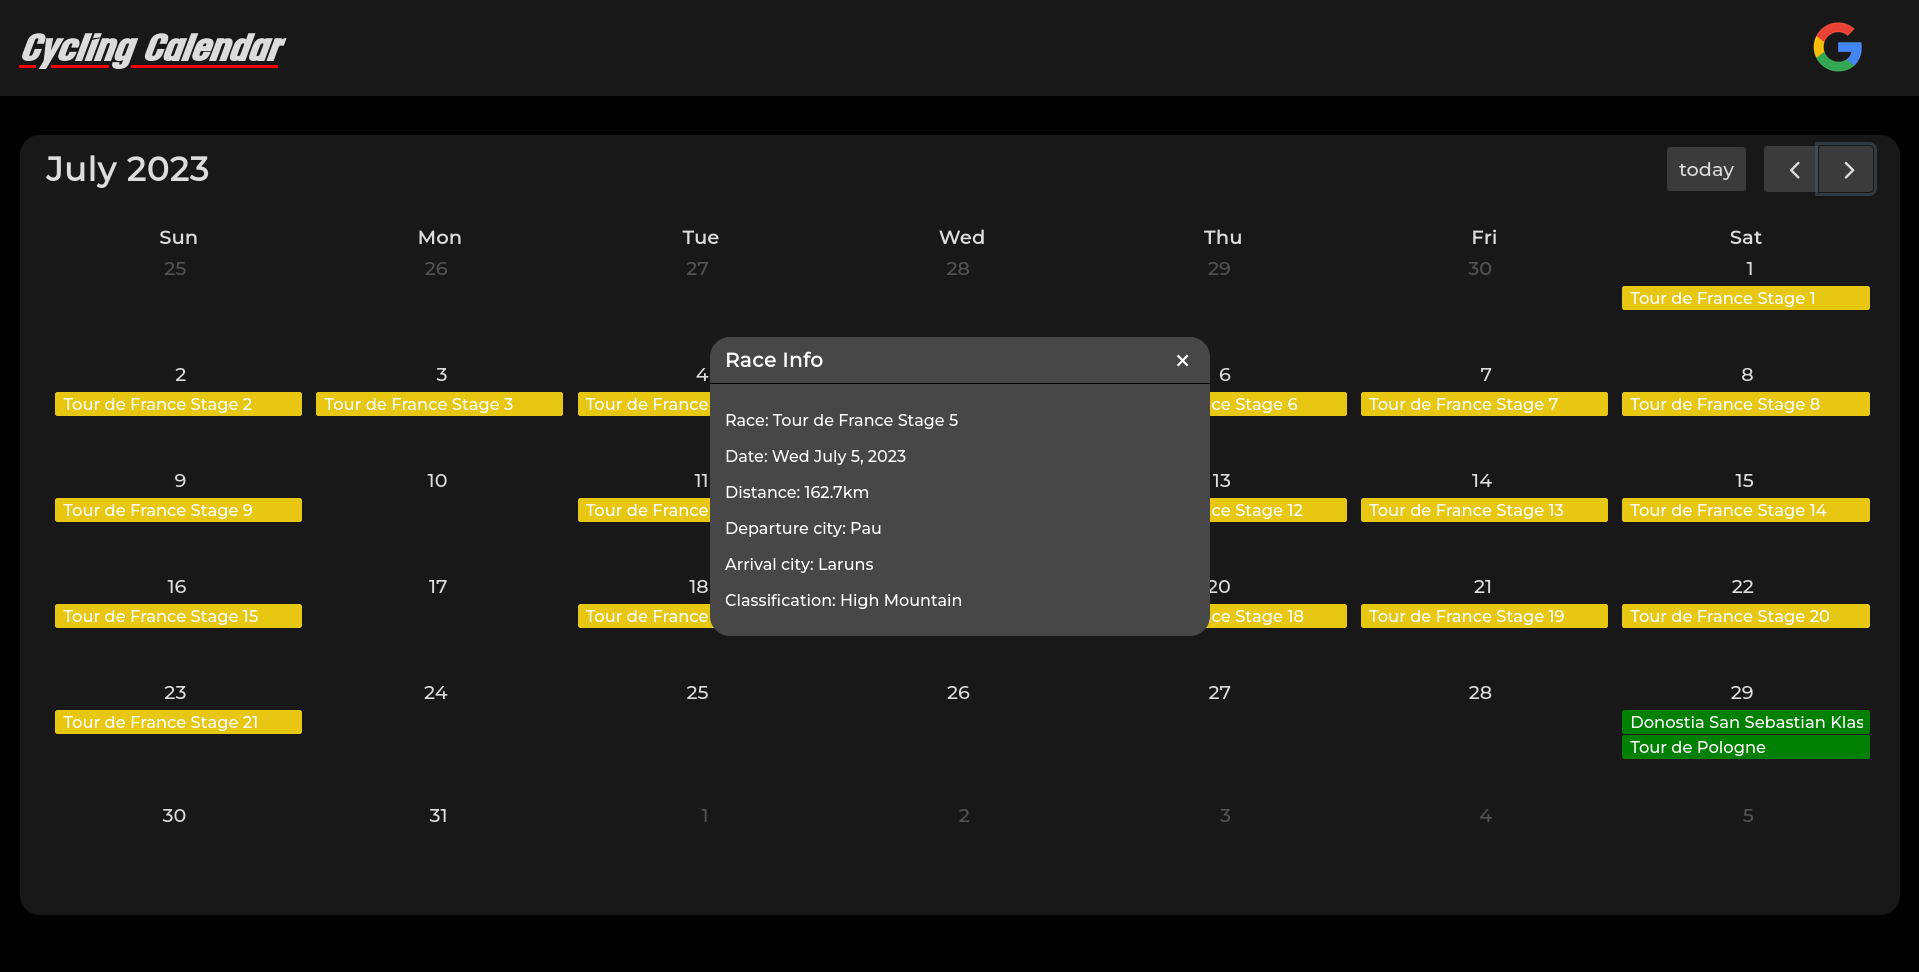 Cycling Calendar
July 2023
today
Sun Mon Tue Wed Thu Fri Sat
25 26 27 28 29 30 1
Tour de France Stage 1
2 3 4 6 7 8
Tour de France Stage 2 Tour de France Stage 3 Tour de France ce Stage 6 Tour de France Stage 7 Tour de France Stage 8
9 10 11 13 14 15
Tour de France Stage 9 Tour de France ce Stage 12 Tour de France Stage 13 Tour de France Stage 14
16 17 18 20 21 22
Tour de France Stage 15 Tour de France ce Stage 18 Tour de France Stage 19 Tour de France Stage 20
23 24 25 26 27 28 29
Tour de France Stage 21 Donostia San Sebastian Klas
Tour de Pologne
30 31 1 2 3 4 5
Race Info
Race: Tour de France Stage 5
Date: Wed July 5, 2023
Distance: 162.7km
Departure city: Pau
Arrival city: Laruns
Classification: High Mountain